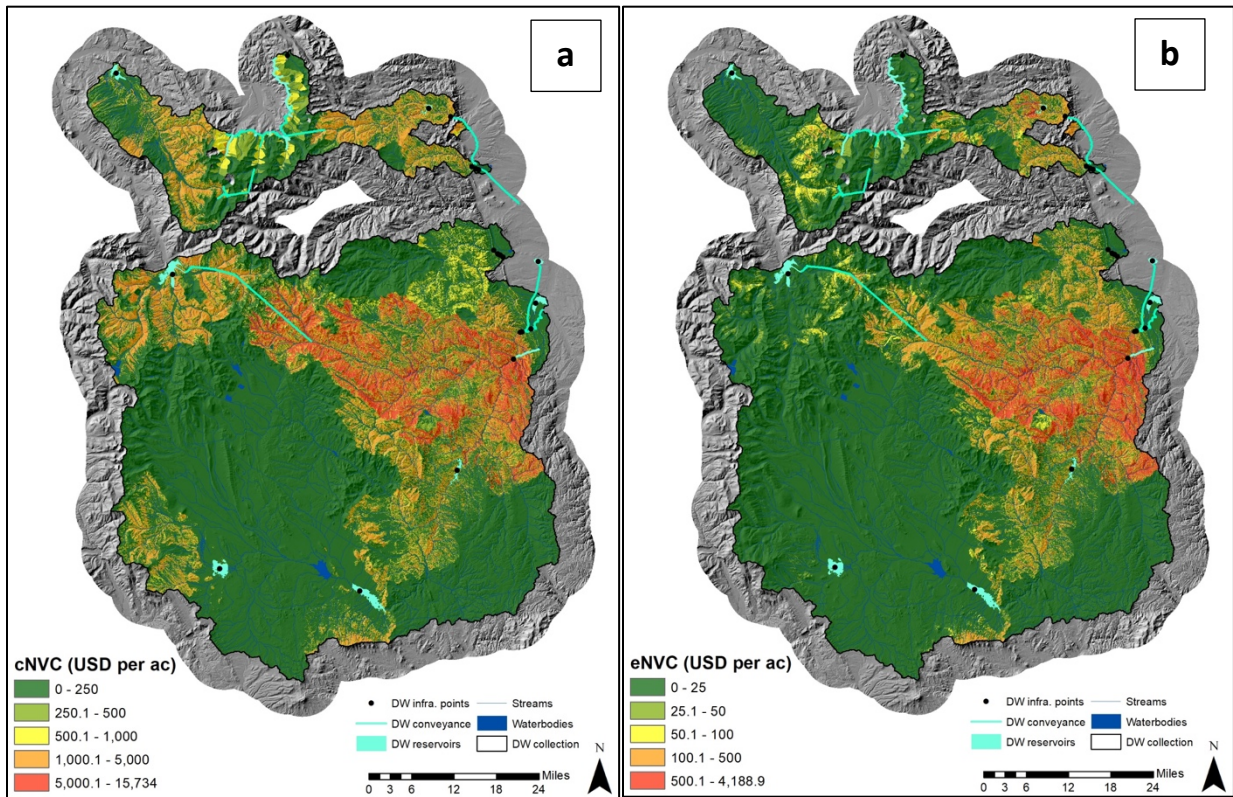 a
cNVC (USD per ac)
0 - 250
250.1 - 500
500.1 - 1,000
1,000.1 - 5,000
5,000.1 - 15,734
DW infra. points
Streams
DW conveyance
Waterbodies
DW reservoirs
DW collection
N
Miles
0 3 6 12 18 24
b
eNVC (USD per ac)
0 - 25
25.1 - 50
50.1 - 100
100.1 - 500
500.1 - 4,188.9
DW infra. points
Streams
DW conveyance
Waterbodies
DW reservoirs
DW collection
N
Miles
0 3 6 12 18 24